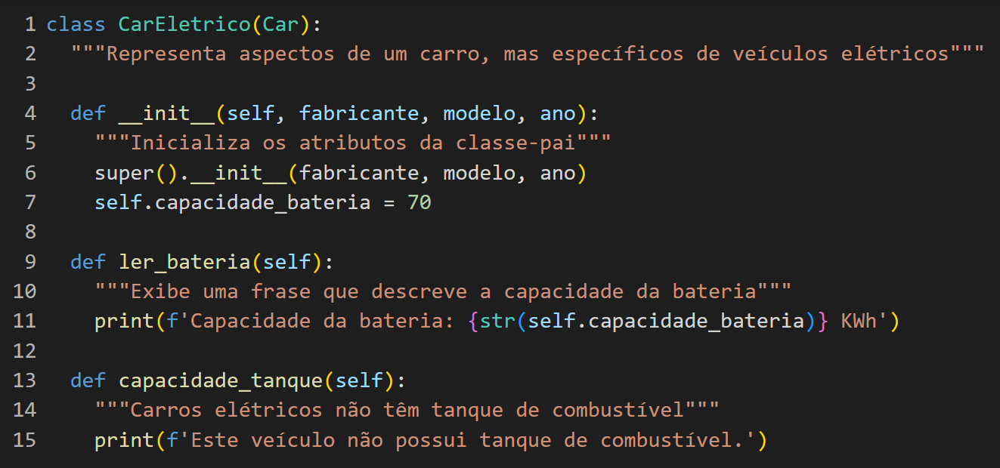 1 class CarEletrico(Car):
2   """Representa aspectos de um carro, mas específicos de veículos elétricos"""
3
4   def __init__(self, fabricante, modelo, ano):
5     """Inicializa os atributos da classe-pai"""
6     super().__init__(fabricante, modelo, ano)
7     self.capacidade_bateria = 70
8
9   def ler_bateria(self):
10     """Exibe uma frase que descreve a capacidade da bateria"""
11     print(f'Capacidade da bateria: {str(self.capacidade_bateria)} KWh')
12
13   def capacidade_tanque(self):
14     """Carros elétricos não têm tanque de combustível"""
15     print(f'Este veículo não possui tanque de combustível.')